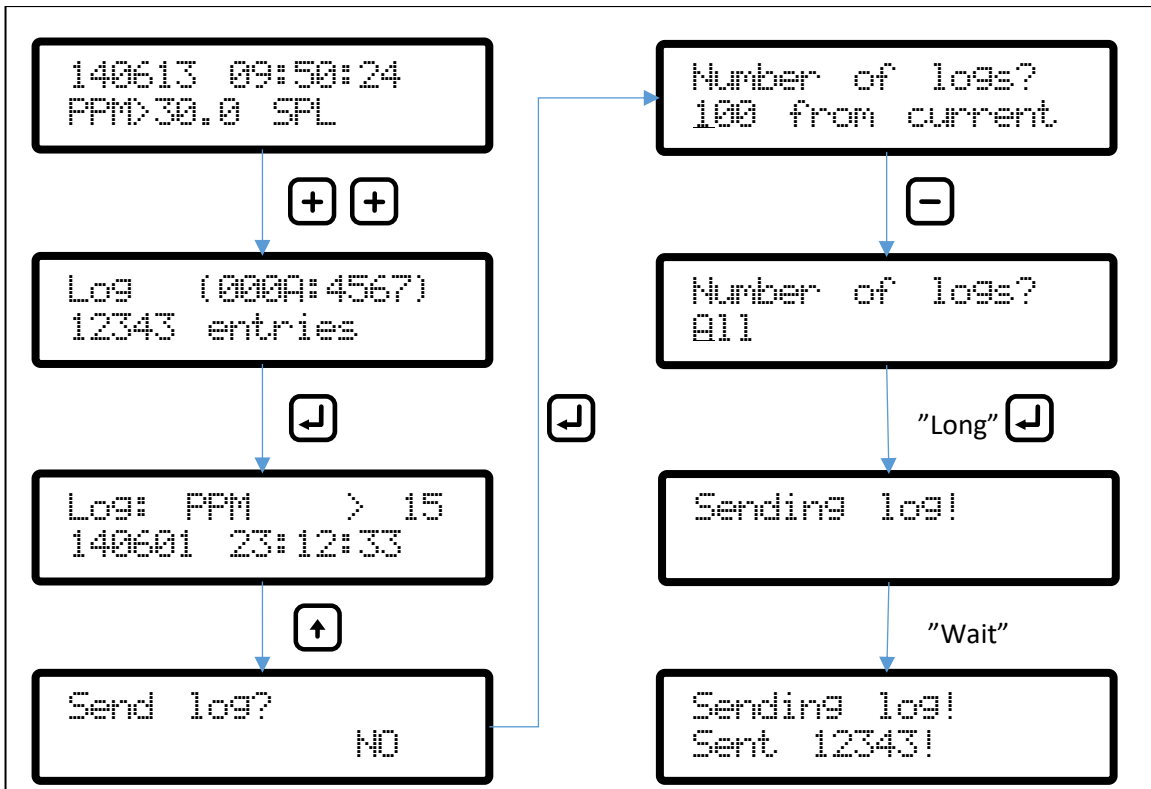 140613 09:50:24
PPM>30.0 SPL
+ +
Log (000A:4567)
12343 entries
Log: PPM > 15
140601 23:12:33
Send log?
NO
Number of logs?
100 from current
-
Number of logs?
All
”Long”
Sending log!
”Wait”
Sending log!
Sent 12343!